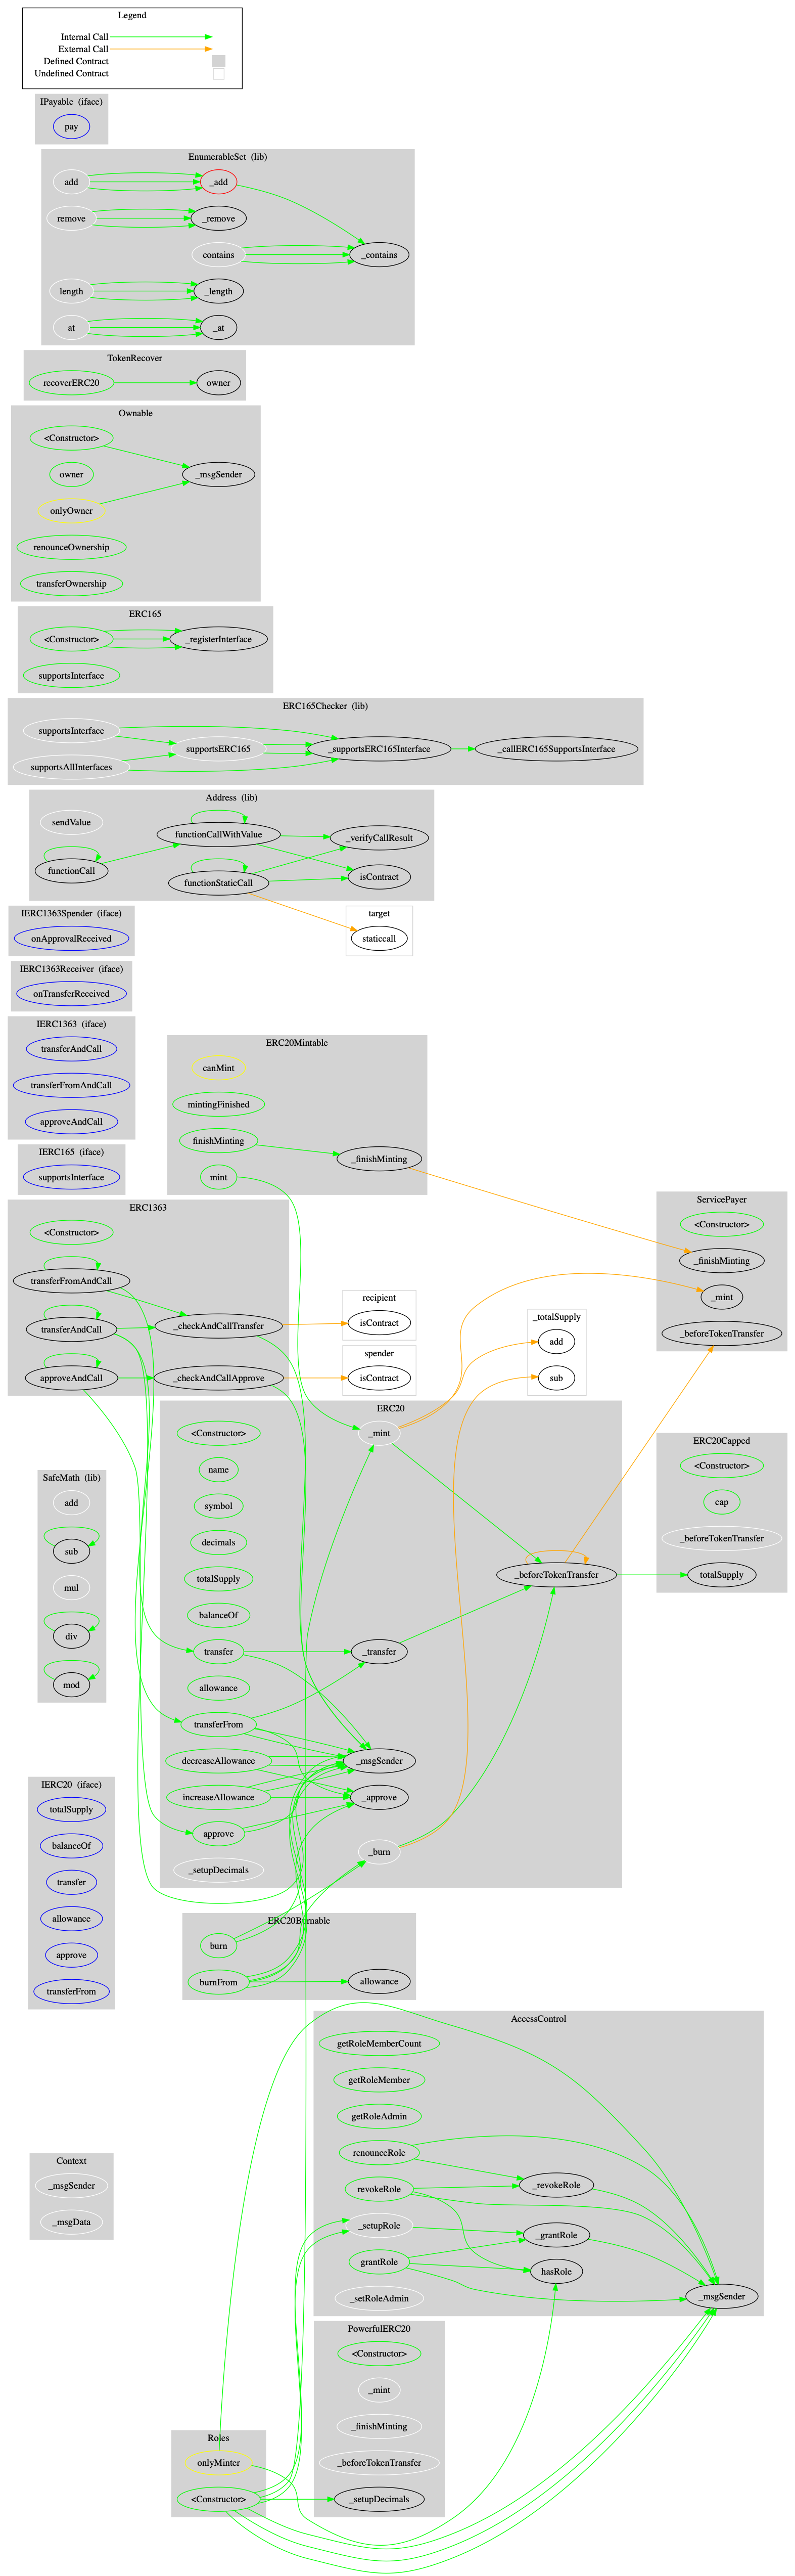 Legend
Internal Call
External Call
Defined Contract
Undefined Contract
IPayable (iface)
pay
EnumerableSet (lib)
add
_add
remove
_remove
contains
_contains
length
_length
at
_at
TokenRecover
recoverERC20
owner
Ownable
<Constructor>
_msgSender
owner
onlyOwner
renounceOwnership
transferOwnership
ERC165
<Constructor>
_registerInterface
supportsInterface
ERC165Checker (lib)
supportsInterface
supportsERC165
_supportsERC165Interface
_callERC165SupportsInterface
supportsAllInterfaces
Address (lib)
sendValue
functionCallWithValue
_verifyCallResult
functionCall
functionStaticCall
isContract
IERC1363Spender (iface)
onApprovalReceived
target
staticcall
IERC1363Receiver (iface)
onTransferReceived
IERC1363 (iface)
transferAndCall
transferFromAndCall
approveAndCall
ERC20Mintable
canMint
mintingFinished
finishMinting
_finishMinting
mint
IERC165 (iface)
supportsInterface
ERC1363
<Constructor>
transferFromAndCall
transferAndCall
_checkAndCallTransfer
approveAndCall
_checkAndCallApprove
recipient
isContract
spender
isContract
_totalSupply
add
sub
ServicePayer
<Constructor>
_finishMinting
_mint
_beforeTokenTransfer
ERC20
<Constructor>
_mint
name
symbol
decimals
totalSupply
_beforeTokenTransfer
balanceOf
transfer
_transfer
allowance
transferFrom
decreaseAllowance
_msgSender
increaseAllowance
_approve
approve
_burn
_setupDecimals
ERC20Capped
<Constructor>
cap
_beforeTokenTransfer
totalSupply
SafeMath (lib)
add
sub
mul
div
mod
IERC20 (iface)
totalSupply
balanceOf
transfer
allowance
approve
transferFrom
ERC20Burnable
burn
burnFrom
allowance
AccessControl
getRoleMemberCount
getRoleMember
getRoleAdmin
renounceRole
revokeRole
_revokeRole
_setupRole
_grantRole
grantRole
hasRole
_setRoleAdmin
_msgSender
Context
_msgSender
_msgData
PowerfulERC20
<Constructor>
_mint
_finishMinting
_beforeTokenTransfer
_setupDecimals
Roles
onlyMinter
<Constructor>